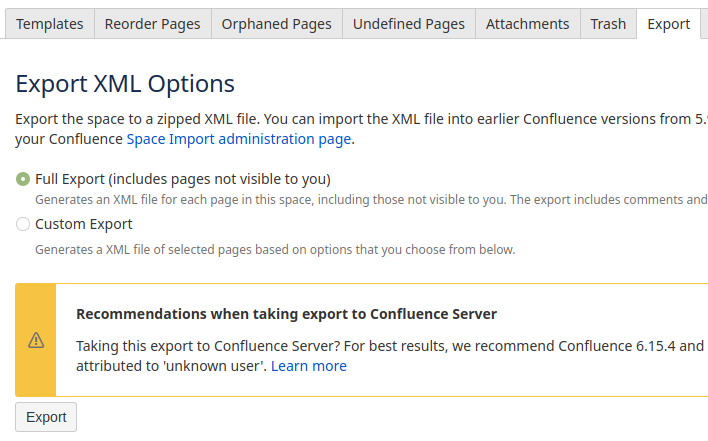 Templates Reorder Pages Orphaned Pages Undefined Pages Attachments Trash Export
Export XML Options
Export the space to a zipped XML file. You can import the XML file into earlier Confluence versions from 5.
your Confluence Space Import administration page.
Full Export (includes pages not visible to you)
Generates an XML file for each page in this space, including those not visible to you. The export includes comments and
Custom Export
Generates a XML file of selected pages based on options that you choose from below.
Recommendations when taking export to Confluence Server
Taking this export to Confluence Server? For best results, we recommend Confluence 6.15.4 and
attributed to 'unknown user'. Learn more
Export